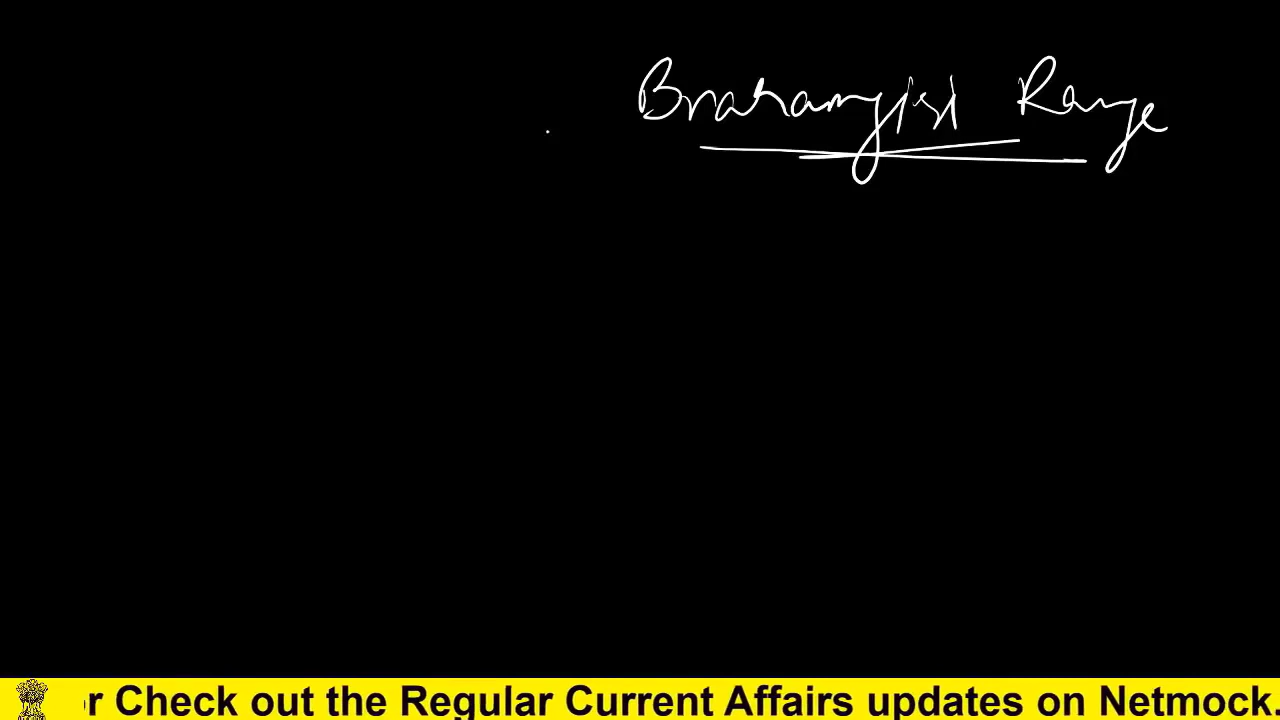 Brahamgiri Range
r Check out the Regular Current Affairs updates on Netmock.